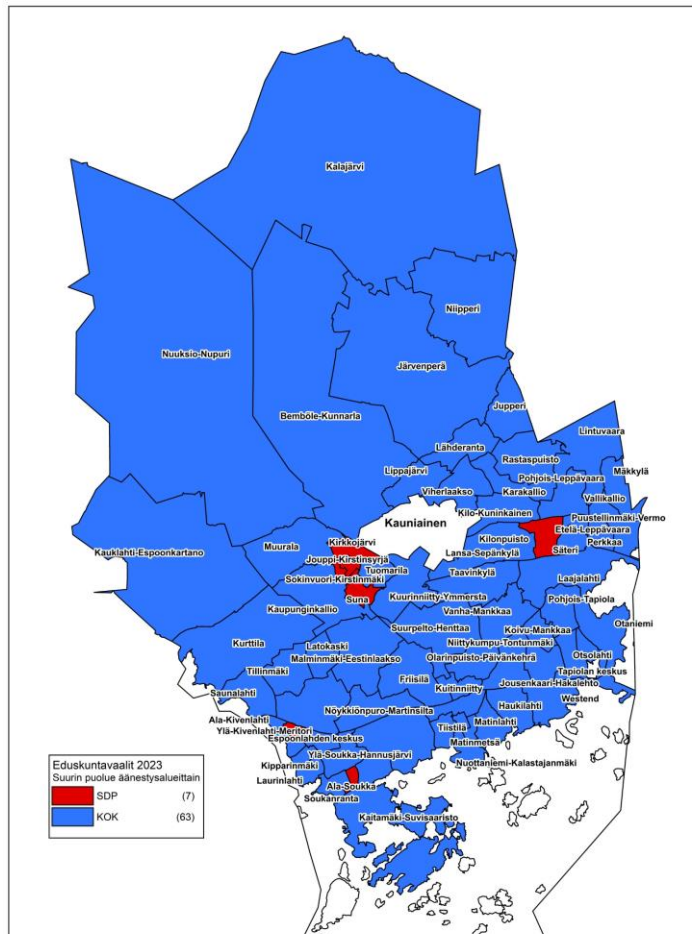 Kalajärvi
Niipperi
Nuuksio-Nupuri
Järvenperä
Jupperi
Bemböle-Kunnarla
Lintuvaara
Lähderanta
Rastaspuisto
Mäkkylä
Lippajärvi
Pohjois-Leppävaara
Viherlaakso
Karakallio
Vallikallio
Kilo-Kuninkainen
Puustellinmäki-Vermo
Kauniainen
Kauklahti-Espoonkartano
Muurala
Kirkkojärvi
Kilonpuisto
Etelä-Leppävaara
Perkkaa
Jouppi-Kirstinsyrjä
Lansa-Sepänkylä
Säteri
Tuomarila
Taavinkylä
Sokinvuori-Kirstinmäki
Laajalahti
Kuurinniitty-Ymmersta
Suna
Pohjois-Tapiola
Kaupunginkallio
Vanha-Mankkaa
Otaniemi
Suurpelto-Henttaa
Koivu-Mankkaa
Kurttila
Latokaski
Niittykumpu-Tontunmäki
Malminmäki-Eestinlaakso
Olarinpuisto-Päivänkehrä
Otsolahti
Tillinmäki
Tapiolan keskus
Friisilä
Jousenkaari-Hakalehto
Saunalahti
Kuitinniitty
Westend
Nöykkiönpuro-Martinsilta
Haukilahti
Ala-Kivenlahti
Tiistilä
Matinlahti
Ylä-Kivenlahti-Meritori
Espoonlahden keskus
Matinmetsä
Ylä-Soukka-Hannusjärvi
Nuottaniemi-Kalastajanmäki
Kipparinmäki
Laurinlahti
Ala-Soukka
Soukanranta
Kaitamäki-Suvisaaristo
Eduskuntavaalit 2023
Suurin puolue äänestysalueittain
SDP (7)
KOK (63)